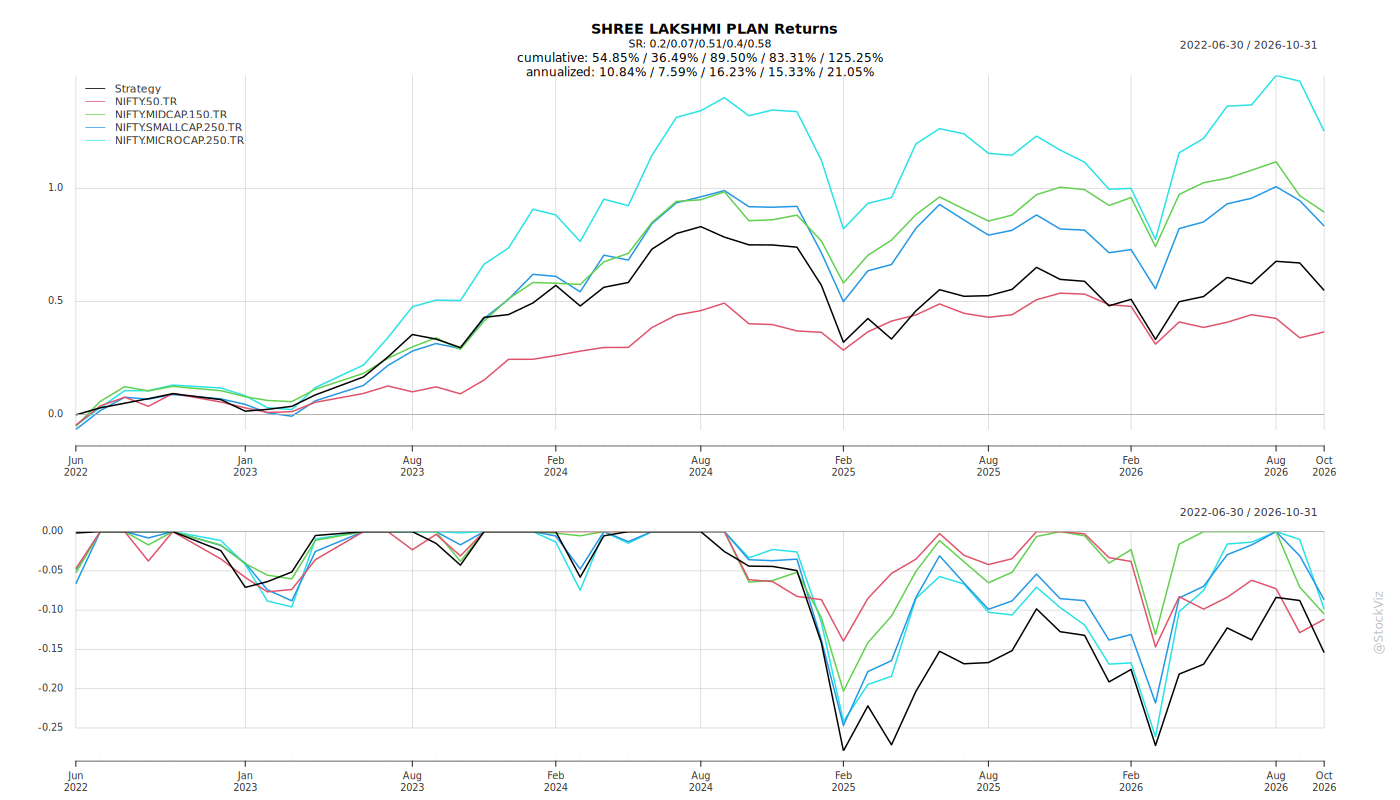 SHREE LAKSHMI PLAN Returns
SR: 0.2/0.07/0.51/0.4/0.58
2022-06-30 / 2026-10-31
cumulative: 54.85% / 36.49% / 89.50% / 83.31% / 125.25%
annualized: 10.84% / 7.59% / 16.23% / 15.33% / 21.05%
Strategy
NIFTY.50.TR
NIFTY.MIDCAP.150.TR
NIFTY.SMALLCAP.250.TR
NIFTY.MICROCAP.250.TR
1.0
0.5
0.0
Jun 2022
Jan 2023
Aug 2023
Feb 2024
Aug 2024
Feb 2025
Aug 2025
Feb 2026
Aug 2026
Oct 2026
2022-06-30 / 2026-10-31
0.00
-0.05
-0.10
-0.15
-0.20
-0.25
Jun 2022
Jan 2023
Aug 2023
Feb 2024
Aug 2024
Feb 2025
Aug 2025
Feb 2026
Aug 2026
Oct 2026
@StockViz